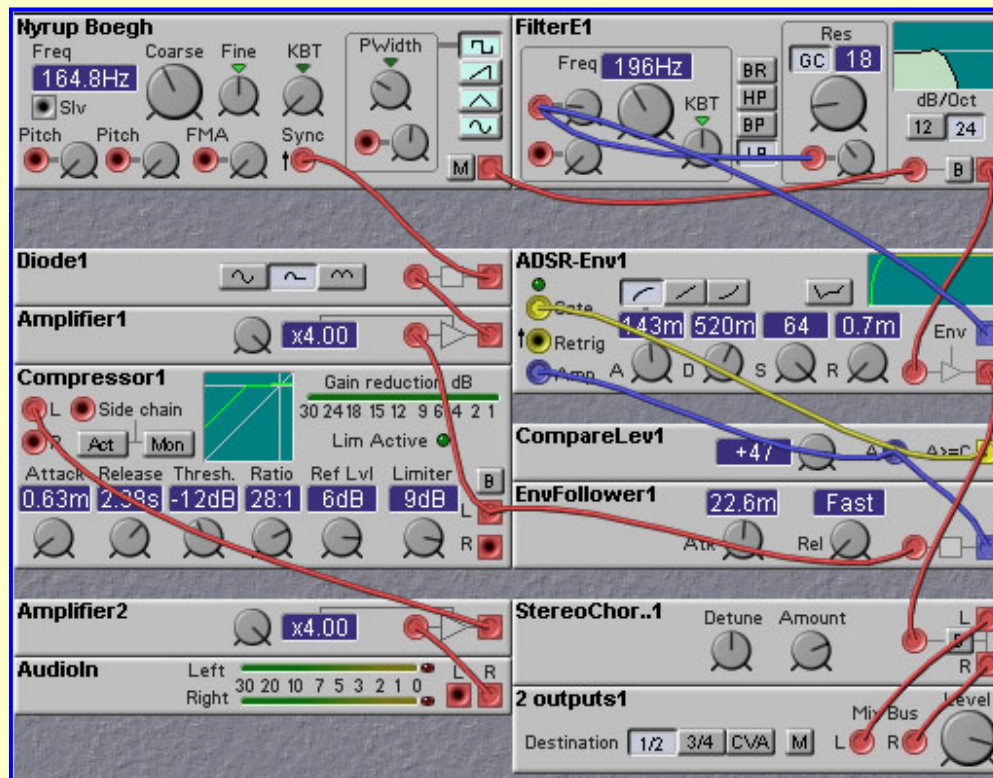 Nyrup Boegh
Freq
Coarse
Fine
KBT
PWidth
164.8Hz
Slv
Pitch
Pitch
FMA
Sync
M
FilterE1
Freq
196Hz
BR
HP
BP
LP
KBT
Res
GC
18
dB/Oct
12
24
B
Diode1
Amplifier1
x4.00
Compressor1
L
Side chain
R
Act
Mon
Gain reduction dB
30 24 18 15 12 9 6 4 2 1
Lim Active
Attack
Release
Thresh.
Ratio
Ref Lvl
Limiter
B
0.63m
2.38s
-12dB
28:1
6dB
9dB
L
R
ADSR-Env1
Gate
Retrig
Amp
143m
520m
64
0.7m
Env
A
D
S
R
CompareLev1
+47
A
A>=C
EnvFollower1
22.6m
Fast
Atk
Rel
Amplifier2
x4.00
AudioIn
Left
Right
30 20 10 7 5 3 2 1 0
L
R
StereoChor..1
Detune
Amount
L
R
2 outputs1
Destination
1/2
3/4
CVA
M
Mix Bus
L
R
Level